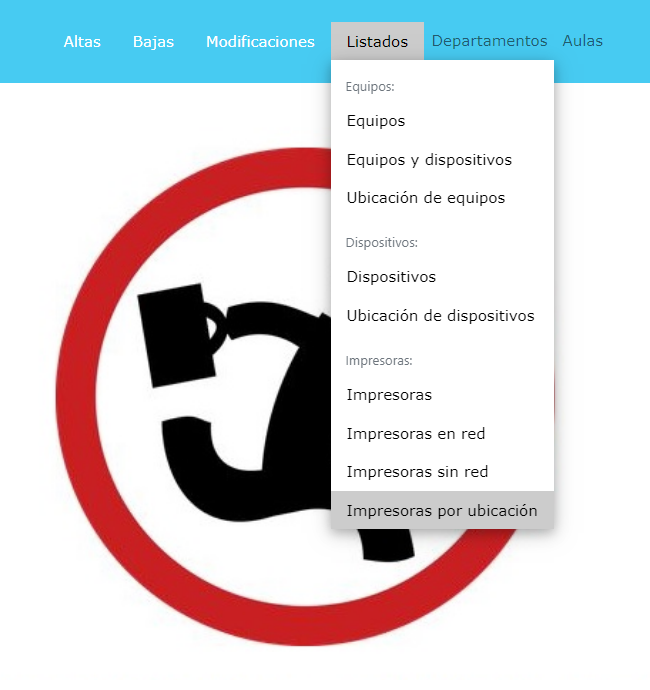 Altas Bajas Modificaciones Listados Departamentos Aulas
Equipos:
Equipos
Equipos y dispositivos
Ubicación de equipos
Dispositivos:
Dispositivos
Ubicación de dispositivos
Impresoras:
Impresoras
Impresoras en red
Impresoras sin red
Impresoras por ubicación